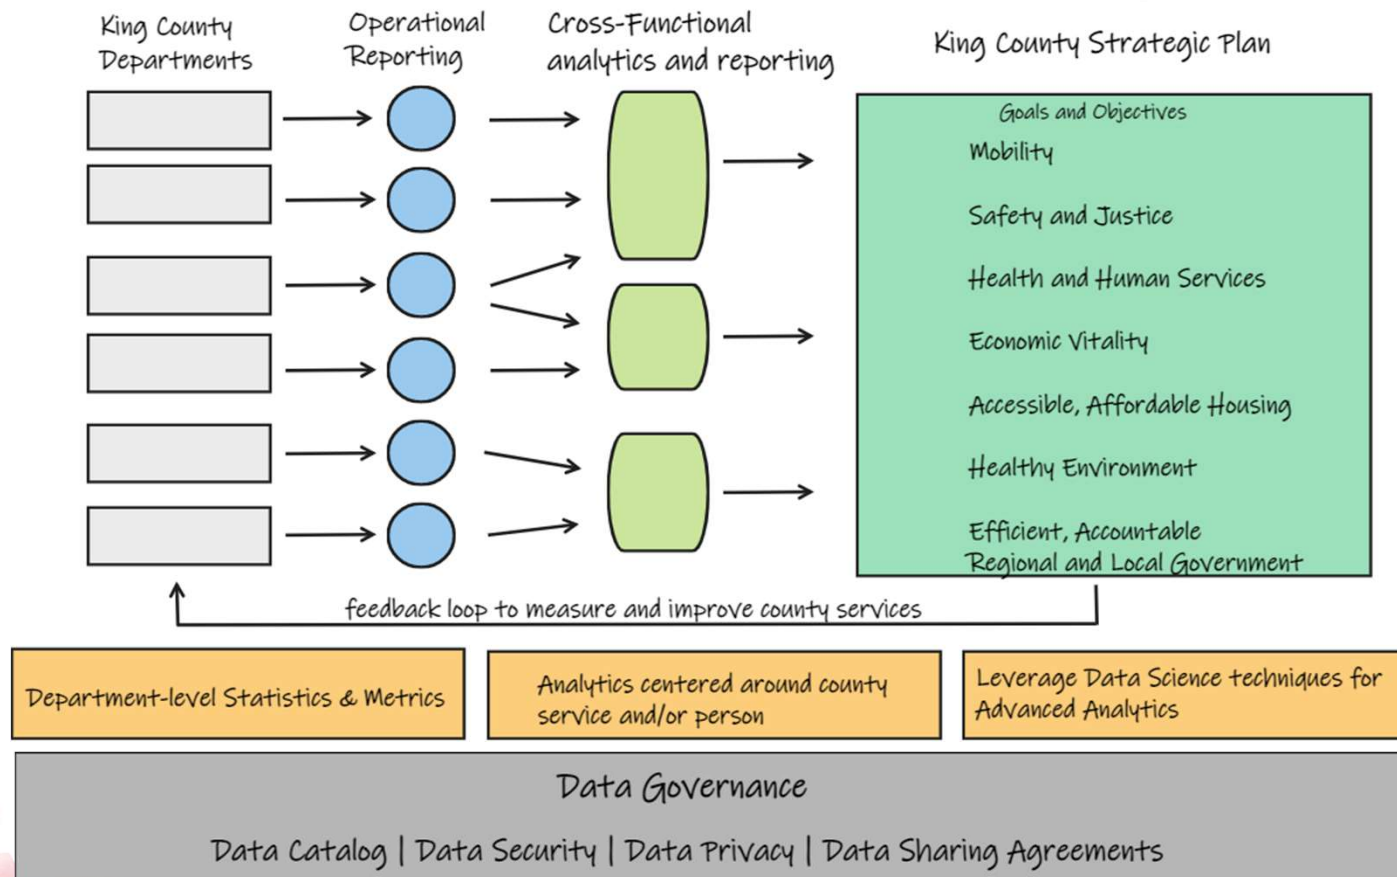 King County
Departments
Operational
Reporting
Cross-Functional
analytics and reporting
King County Strategic Plan
Goals and Objectives
Mobility
Safety and Justice
Health and Human Services
Economic Vitality
Accessible, Affordable Housing
Healthy Environment
Efficient, Accountable
Regional and Local Government
feedback loop to measure and improve county services
Department-level Statistics & Metrics
Analytics centered around county
service and/or person
Leverage Data Science techniques for
Advanced Analytics
Data Governance
Data Catalog | Data Security | Data Privacy | Data Sharing Agreements